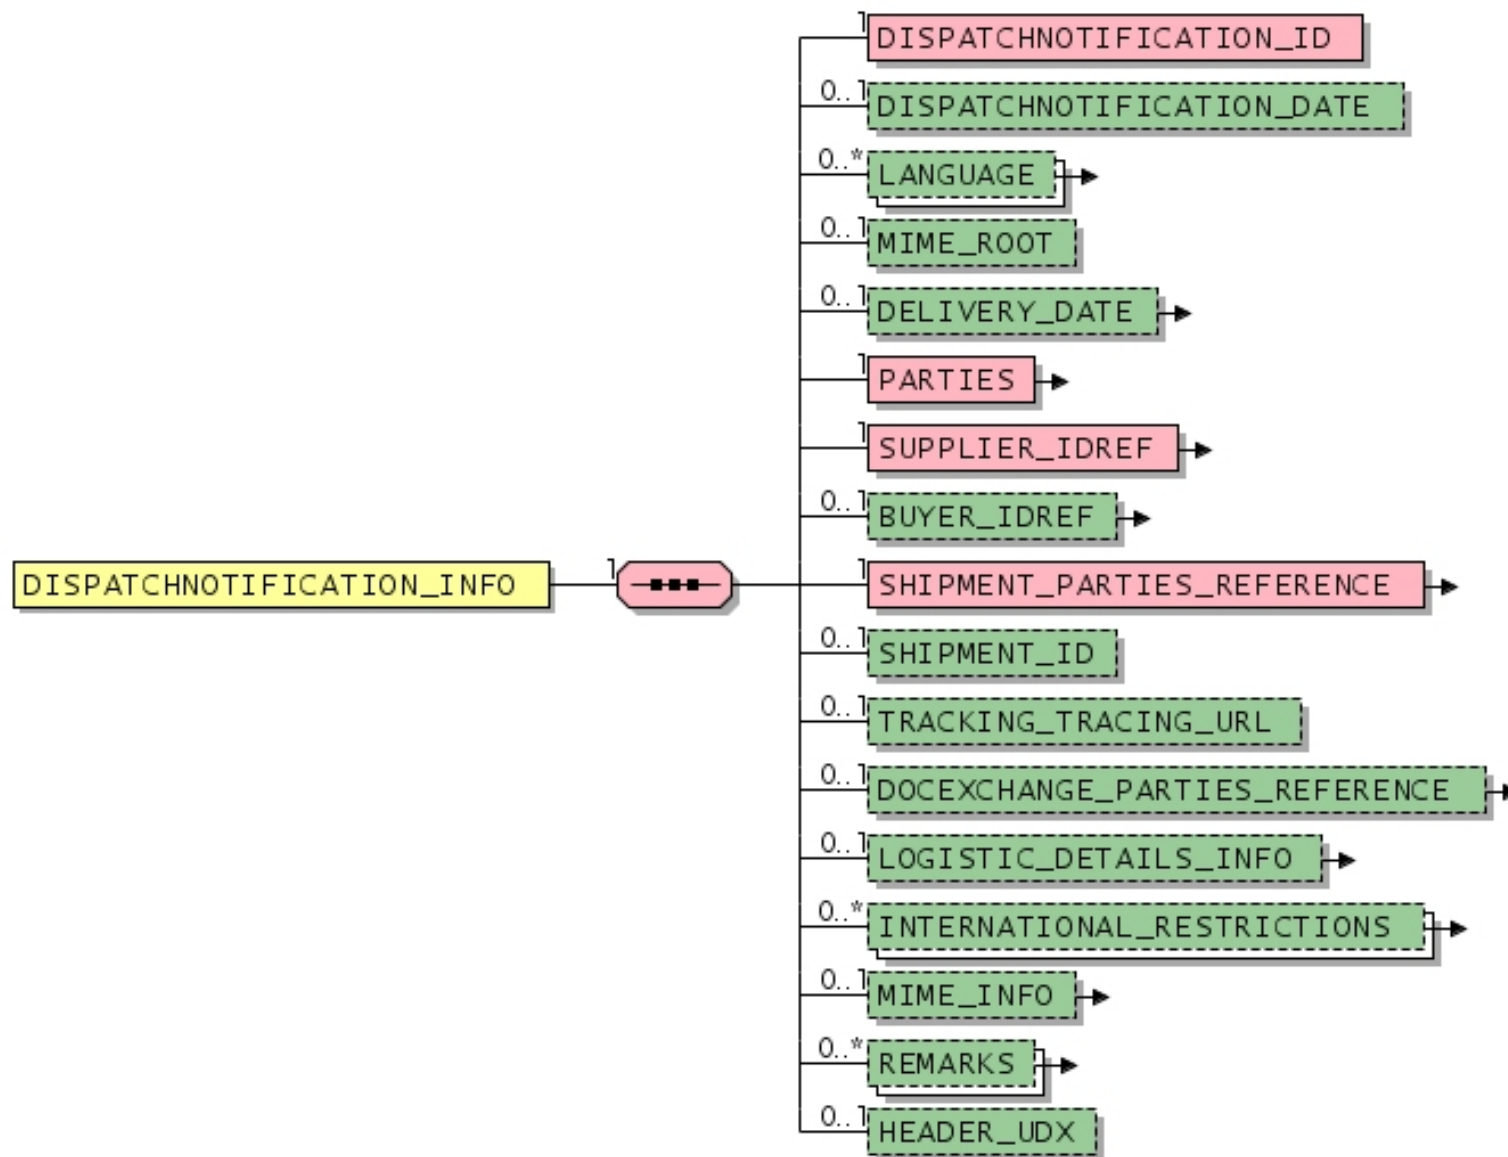 1
DISPATCHNOTIFICATION_ID
0..1
DISPATCHNOTIFICATION_DATE
0..*
LANGUAGE
0..1
MIME_ROOT
0..1
DELIVERY_DATE
1
PARTIES
1
SUPPLIER_IDREF
0..1
BUYER_IDREF
DISPATCHNOTIFICATION_INFO
1
1
SHIPMENT_PARTIES_REFERENCE
0..1
SHIPMENT_ID
0..1
TRACKING_TRACING_URL
0..1
DOCEXCHANGE_PARTIES_REFERENCE
0..1
LOGISTIC_DETAILS_INFO
0..*
INTERNATIONAL_RESTRICTIONS
0..1
MIME_INFO
0..*
REMARKS
0..1
HEADER_UDX